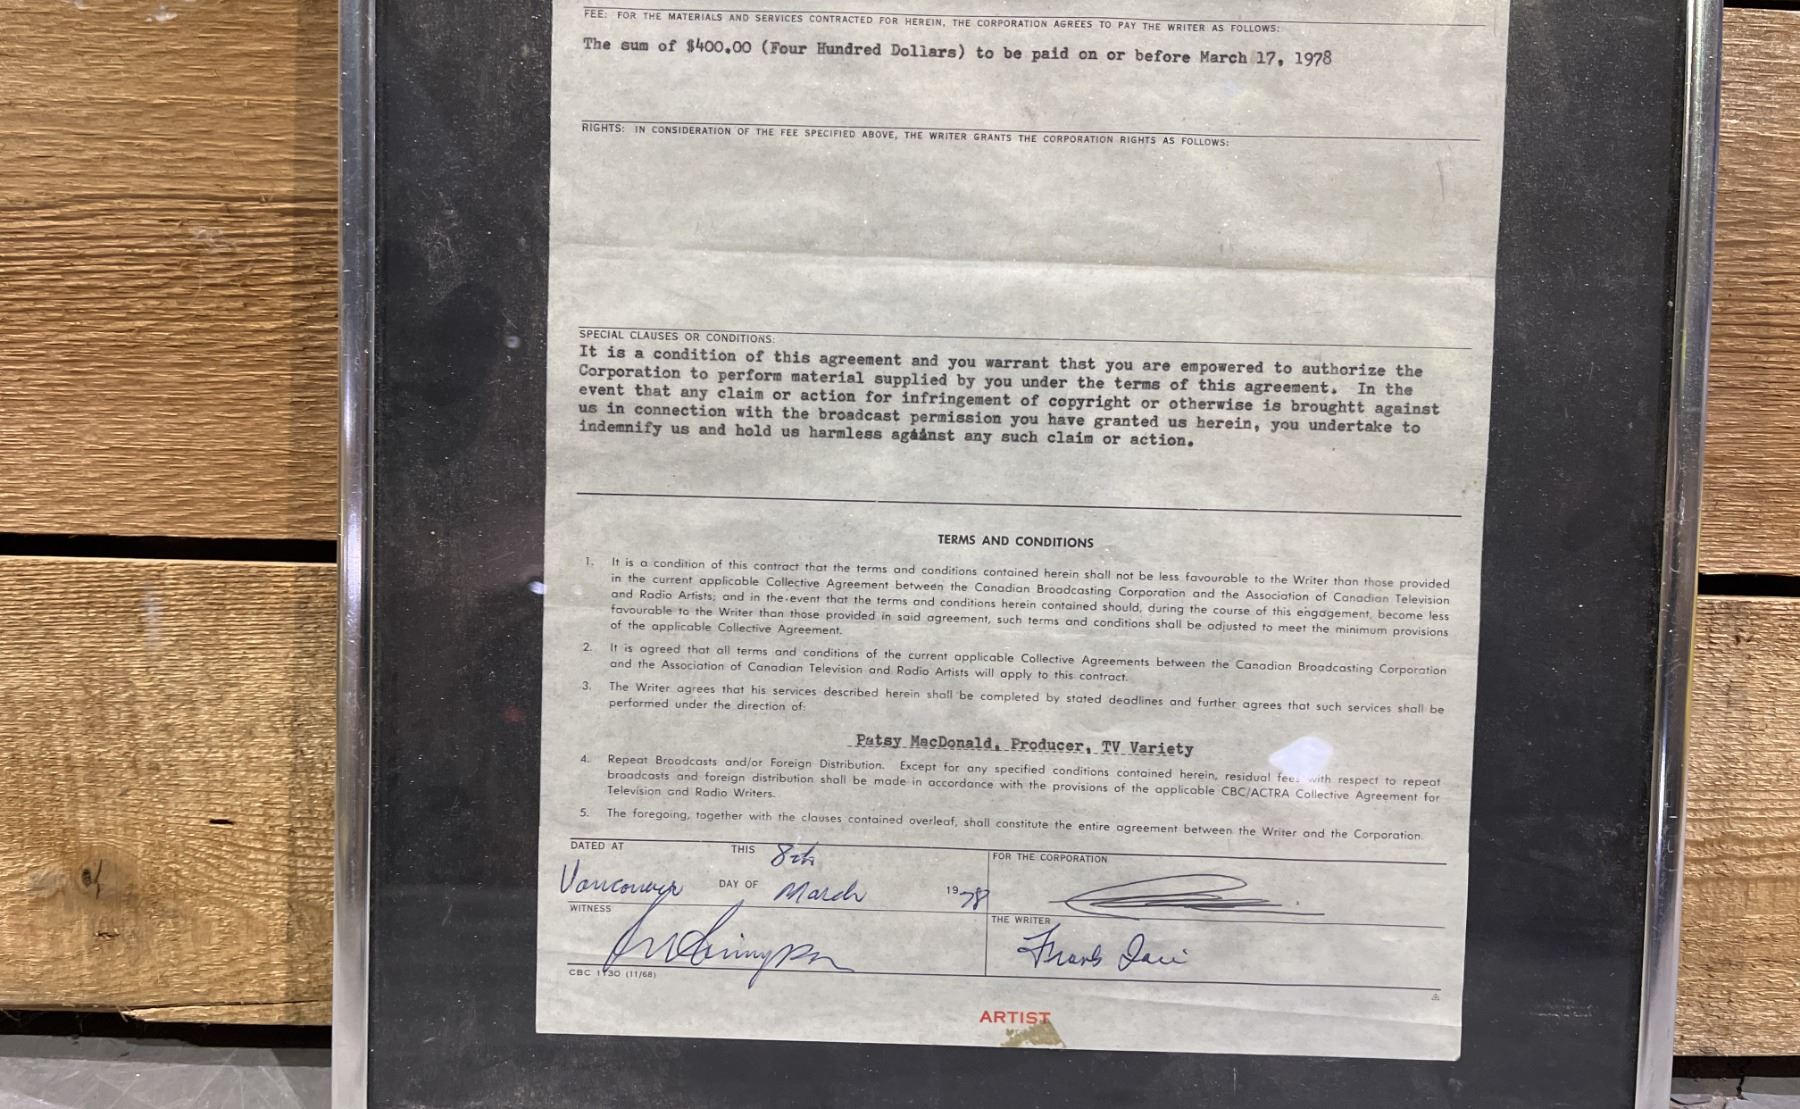 FEE: FOR THE MATERIALS AND SERVICES CONTRACTED FOR HEREIN, THE CORPORATION AGREES TO PAY THE WRITER AS FOLLOWS:
The sum of $400.00 (Four Hundred Dollars) to be paid on or before March 17, 1978
RIGHTS: IN CONSIDERATION OF THE FEE SPECIFIED ABOVE, THE WRITER GRANTS THE CORPORATION RIGHTS AS FOLLOWS:
SPECIAL CLAUSES OR CONDITIONS:
It is a condition of this agreement and you warrant thst you are empowered to authorize the
Corporation to perform material supplied by you under the terms of this agreement. In the
event that any claim or action for infringement of copyright or otherwise is broughtt against
us in connection with the broadcast permission you have granted us herein, you undertake to
indemnify us and hold us harmless against any such claim or action.
TERMS AND CONDITIONS
1. It is a condition of this contract that the terms and conditions contained herein shall not be less favourable to the Writer than those provided
in the current applicable Collective Agreement between the Canadian Broadcasting Corporation and the Association of Canadian Television
and Radio Artists; and in the event that the terms and conditions herein contained should, during the course of this engagement, become less
favourable to the Writer than those provided in said agreement, such terms and conditions shall be adjusted to meet the minimum provisions
of the applicable Collective Agreement.
2. It is agreed that all terms and conditions of the current applicable Collective Agreements between the Canadian Broadcasting Corporation
and the Association of Canadian Television and Radio Artists will apply to this contract.
3. The Writer agrees that his services described herein shall be completed by stated deadlines and further agrees that such services shall be
performed under the direction of:
Patsy MacDonald, Producer, TV Variety
4. Repeat Broadcasts and/or Foreign Distribution. Except for any specified conditions contained herein, residual fees with respect to repeat
broadcasts and foreign distribution shall be made in accordance with the provisions of the applicable CBC/ACTRA Collective Agreement for
Television and Radio Writers.
5. The foregoing, together with the clauses contained overleaf, shall constitute the entire agreement between the Writer and the Corporation.
DATED AT THIS 8th FOR THE CORPORATION
Vancouver DAY OF March 1978
WITNESS THE WRITER
Frank
CBC 1130 (11/68)
ARTIST